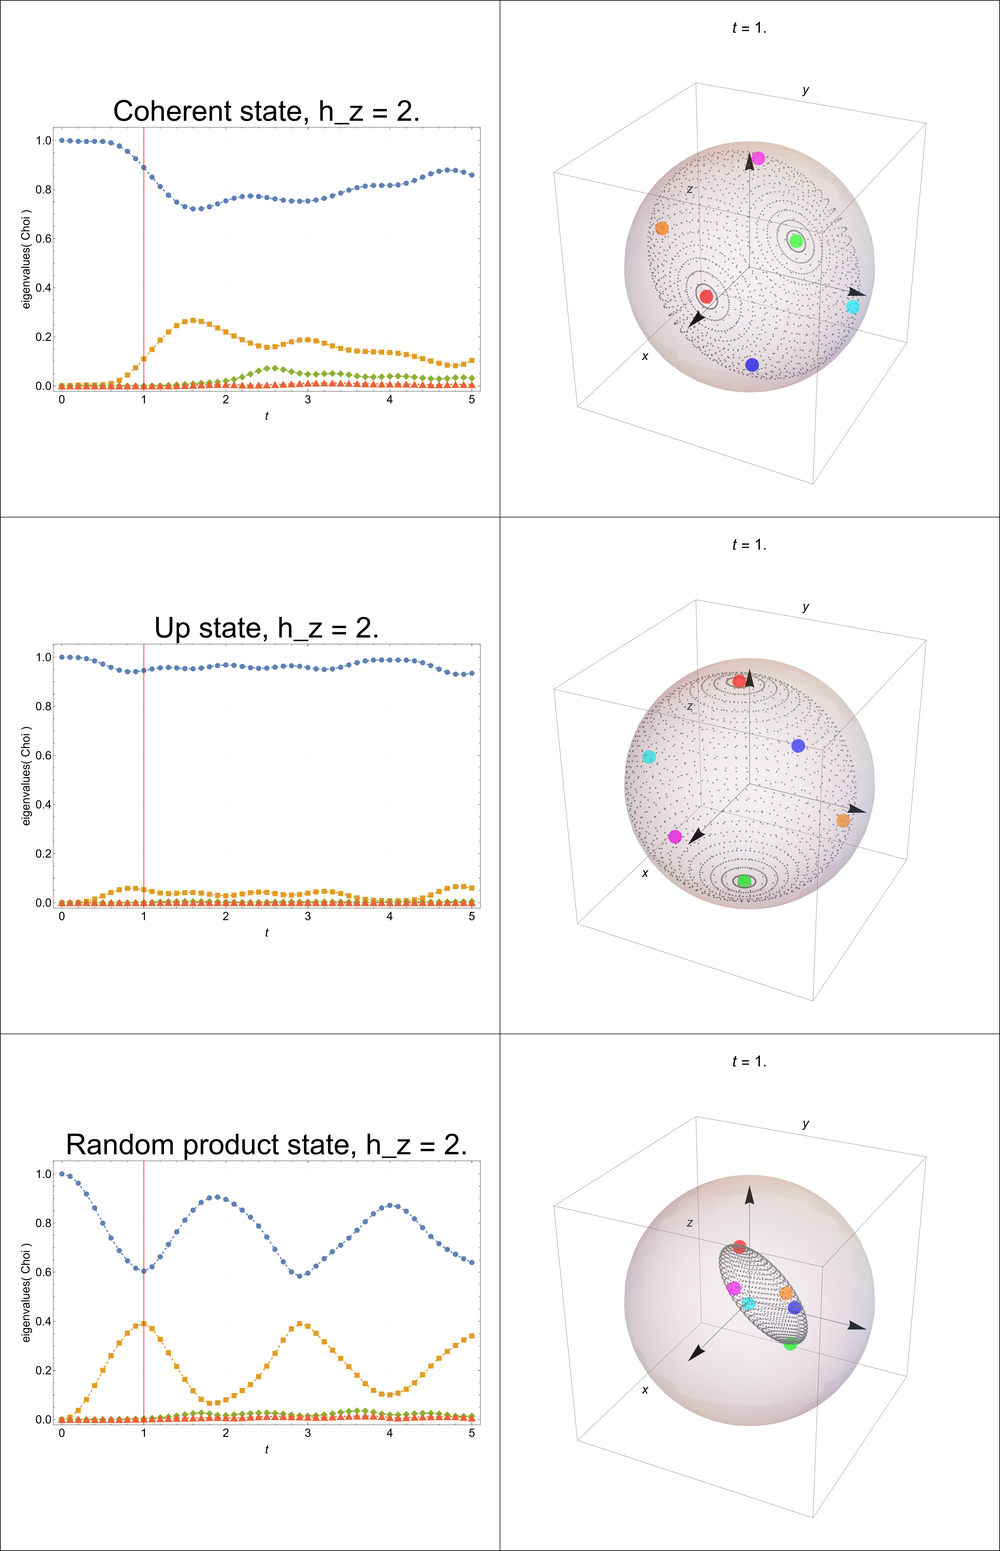 Coherent state, h_z = 2.
eigenvalues( Choi )
1.0
0.8
0.6
0.4
0.2
0.0
0 1 2 3 4 5
t
t = 1.
y
z
x
Up state, h_z = 2.
eigenvalues( Choi )
1.0
0.8
0.6
0.4
0.2
0.0
0 1 2 3 4 5
t
t = 1.
y
z
x
Random product state, h_z = 2.
eigenvalues( Choi )
1.0
0.8
0.6
0.4
0.2
0.0
0 1 2 3 4 5
t
t = 1.
y
z
x